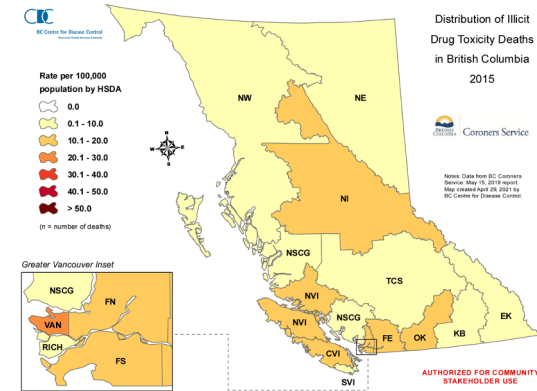 BC Centre for Disease Control
Distribution of Illicit
Drug Toxicity Deaths
in British Columbia
2015
Rate per 100,000
population by HSDA
0.0
0.1 - 10.0
10.1 - 20.0
20.1 - 30.0
30.1 - 40.0
40.1 - 50.0
> 50.0
(n = number of deaths)
N
W
E
S
NW
NE
NI
NSCG
TCS
NVI
NVI
NSCG
CVI
SVI
FE
OK
KB
EK
BRITISH
COLUMBIA
Coroners Service
Notes: Data from BC Coroners
Service: May 15, 2019 report.
Map created April 29, 2021 by
BC Centre for Disease Control.
Greater Vancouver Inset
NSCG
FN
VAN
RICH
FS
AUTHORIZED FOR COMMUNITY
STAKEHOLDER USE